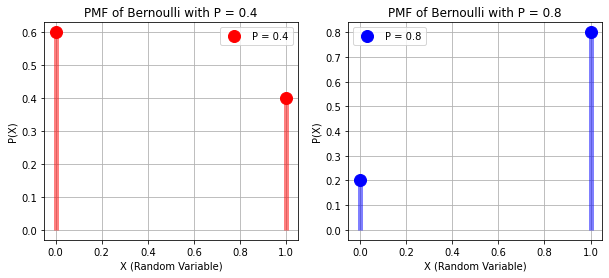 PMF of Bernoulli with P = 0.4
P = 0.4
P(X)
0.6
0.5
0.4
0.3
0.2
0.1
0.0
0.0 0.2 0.4 0.6 0.8 1.0
X (Random Variable)
PMF of Bernoulli with P = 0.8
P = 0.8
P(X)
0.8
0.7
0.6
0.5
0.4
0.3
0.2
0.1
0.0
0.0 0.2 0.4 0.6 0.8 1.0
X (Random Variable)